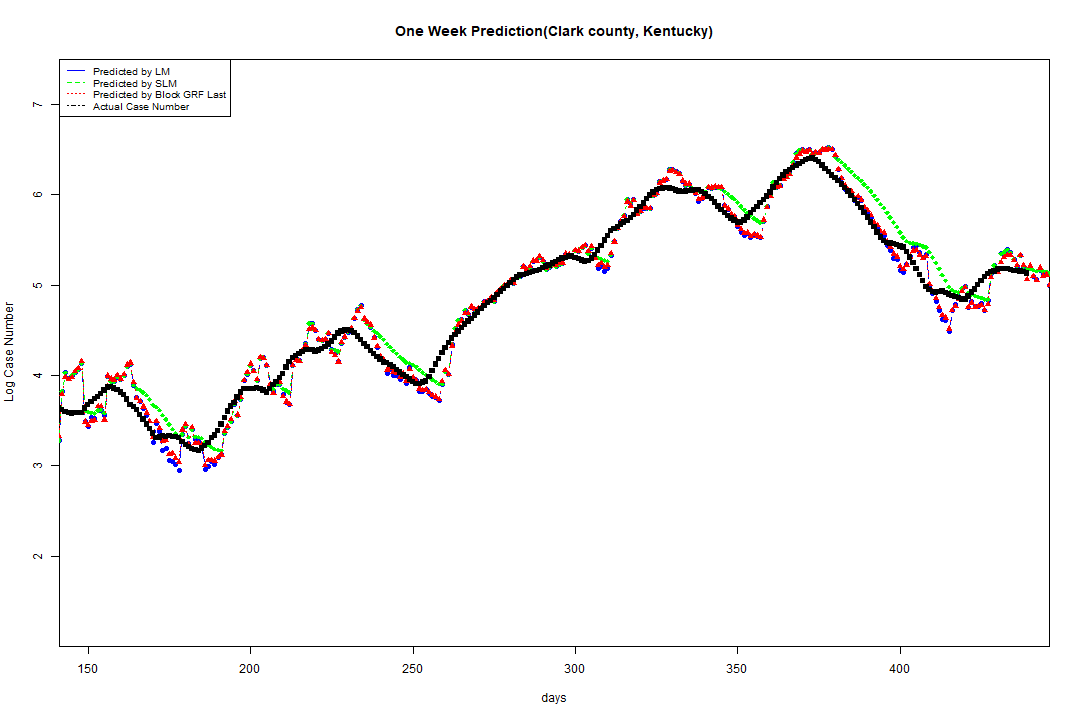 One Week Prediction(Clark county, Kentucky)
Predicted by LM
Predicted by SLM
Predicted by Block GRF Last
Actual Case Number
7
6
5
4
3
2
Log Case Number
150 200 250 300 350 400
days